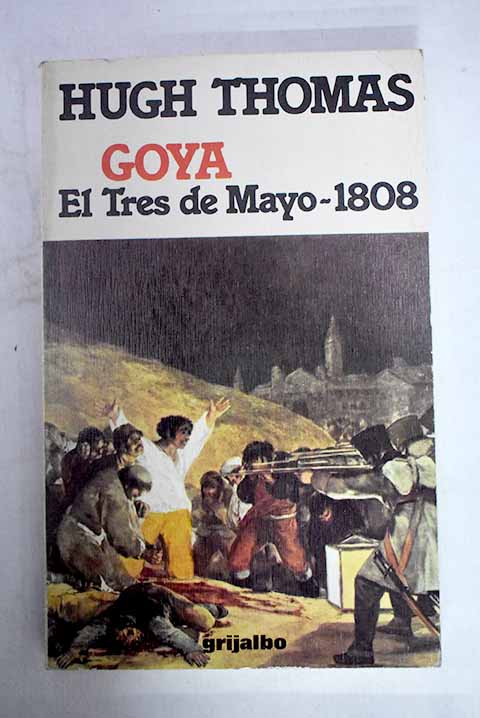 HUGH THOMAS
GOYA
El Tres de Mayo-1808
grijalbo